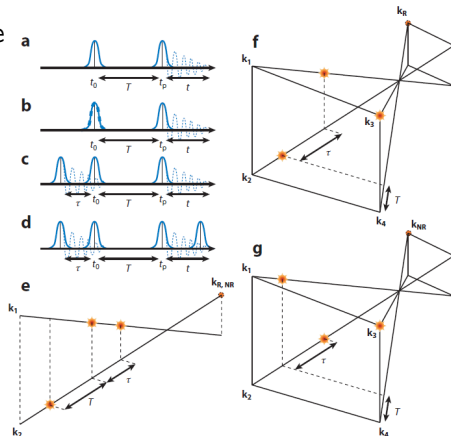 e
a
t₀ T tₚ t
b
t₀ T tₚ t
c
τ t₀ T tₚ t
d
τ t₀ T tₚ t
e
k₁
k₂
T
τ
k_R, NR
f
k_R
k₁
k₃
k₂
τ
T
k₄
g
k_NR
k₁
k₃
k₂
τ
T
k₄